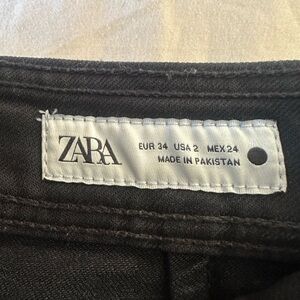 ZARA
EUR 34 USA 2 MEX 24
MADE IN PAKISTAN